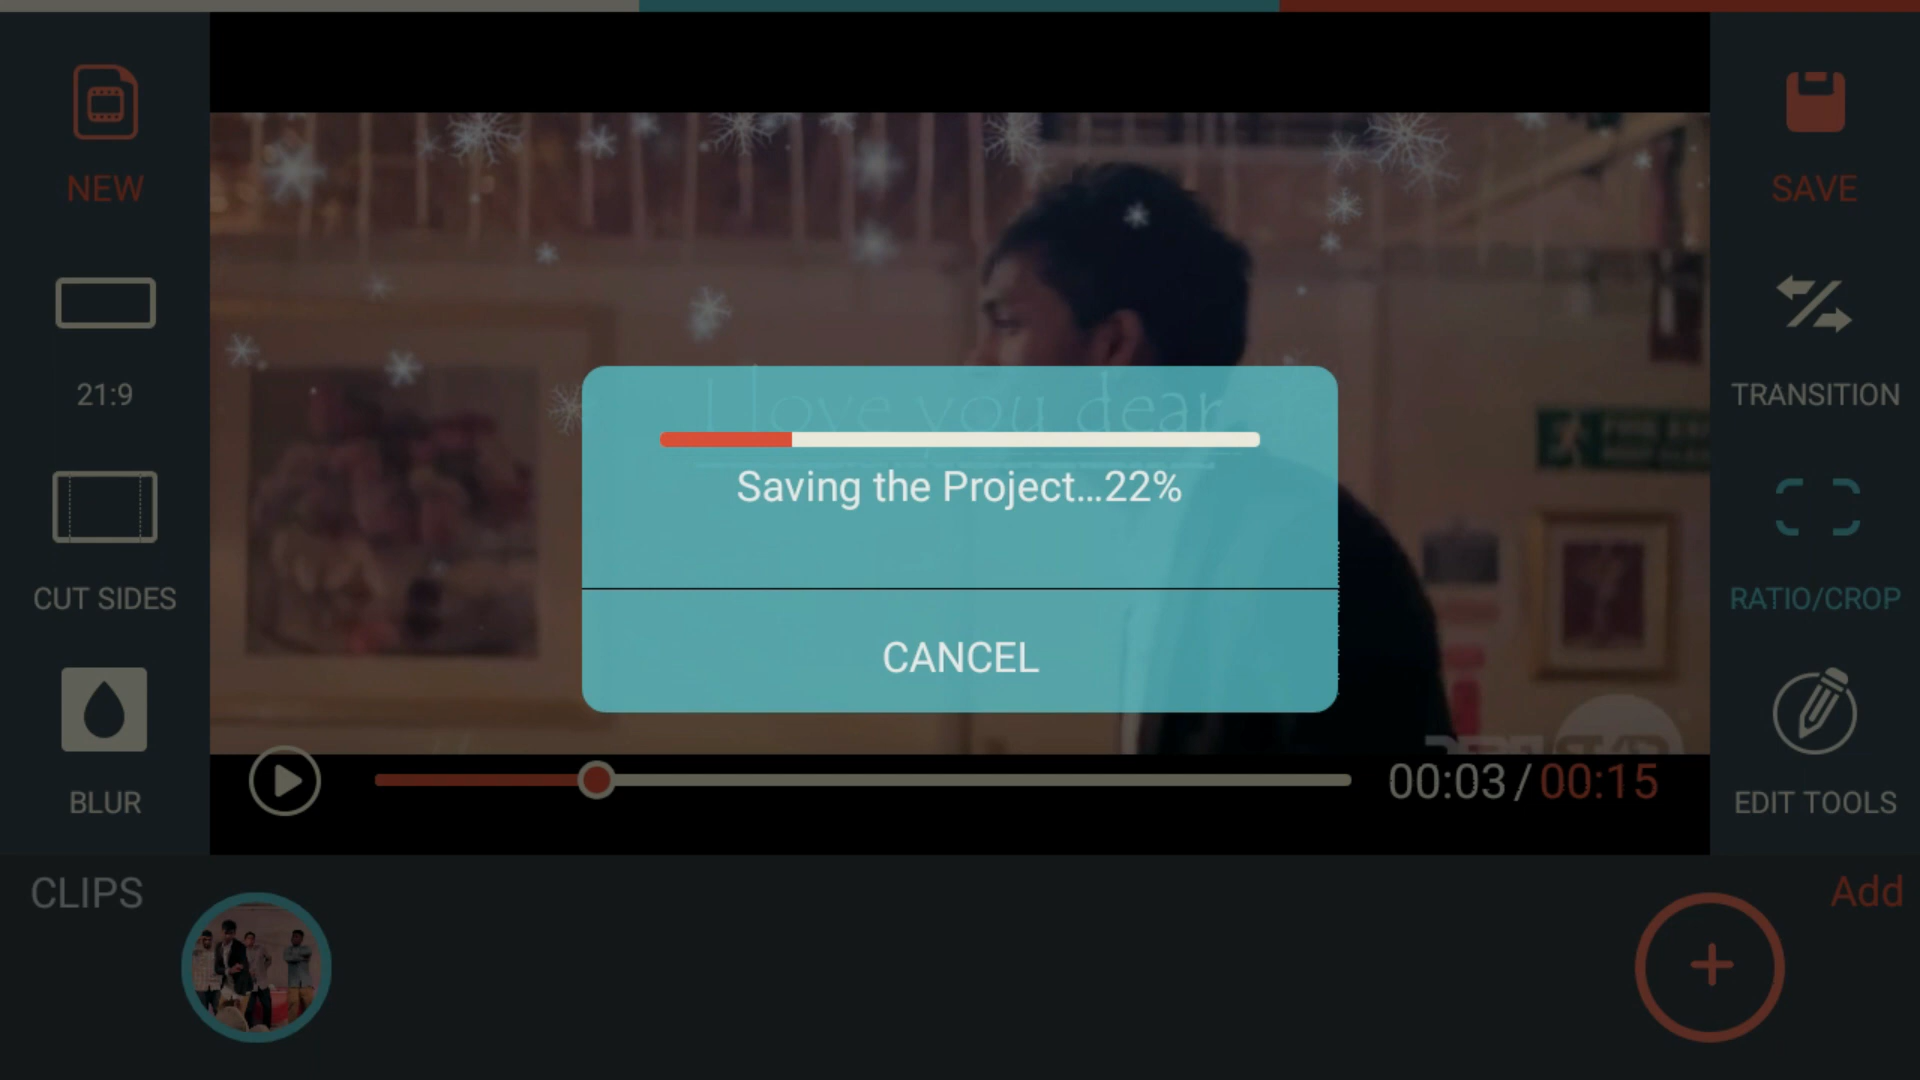 NEW
SAVE
21:9
I love you dear
TRANSITION
Saving the Project...22%
CUT SIDES
RATIO/CROP
CANCEL
BLUR
00:03/00:15
EDIT TOOLS
CLIPS
Add